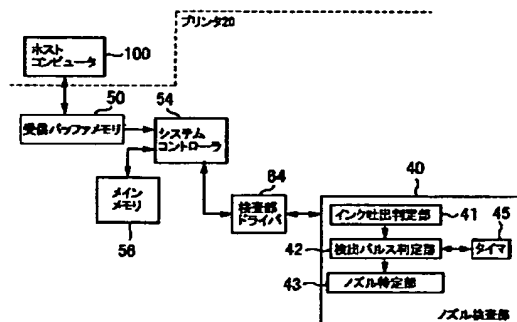 プリンタ20
ホスト
コンピュータ
100
50
受信バッファメモリ
54
システム
コントローラ
メイン
メモリ
56
64
検査部
ドライバ
40
インク吐出判定部
41
42
検出パルス判定部
45
タイマ
43
ノズル特定部
ノズル検査部